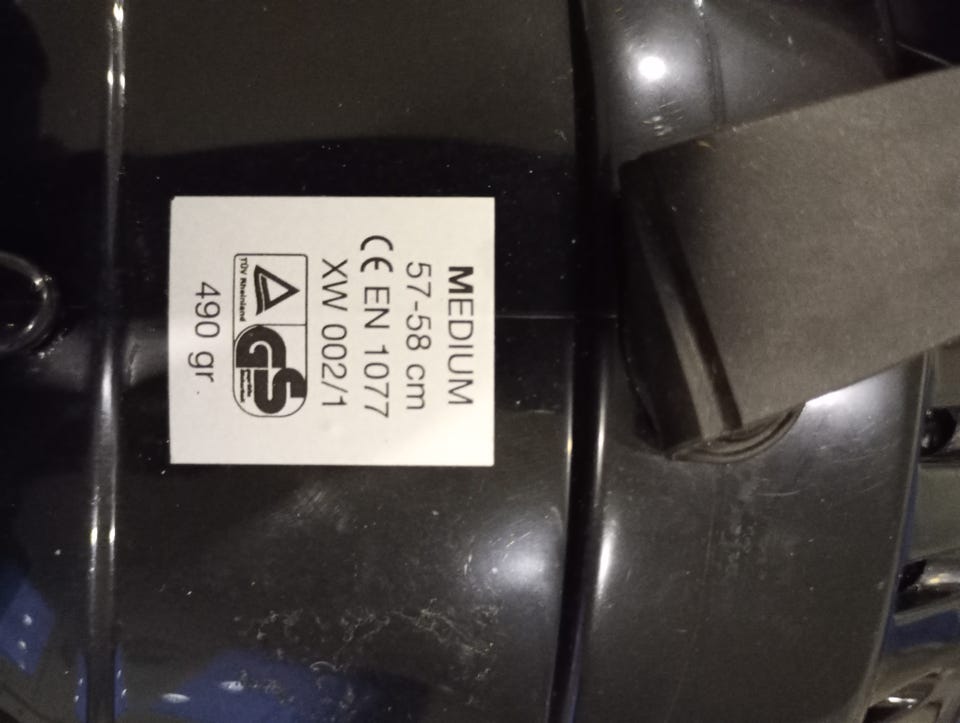 MEDIUM
57-58 cm
CE EN 1077
XW 002/1
TÜV Rheinland
GS
490 gr